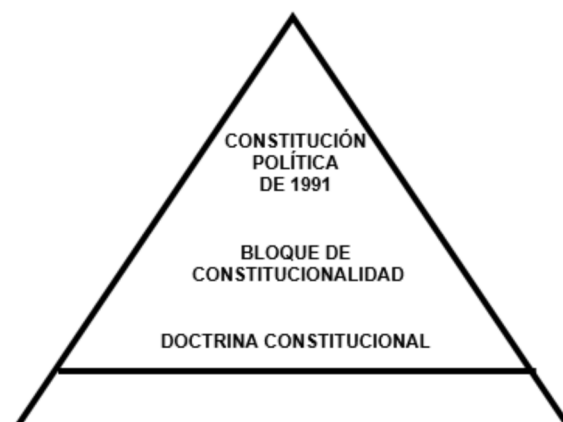 CONSTITUCIÓN
POLÍTICA
DE 1991
BLOQUE DE
CONSTITUCIONALIDAD
DOCTRINA CONSTITUCIONAL